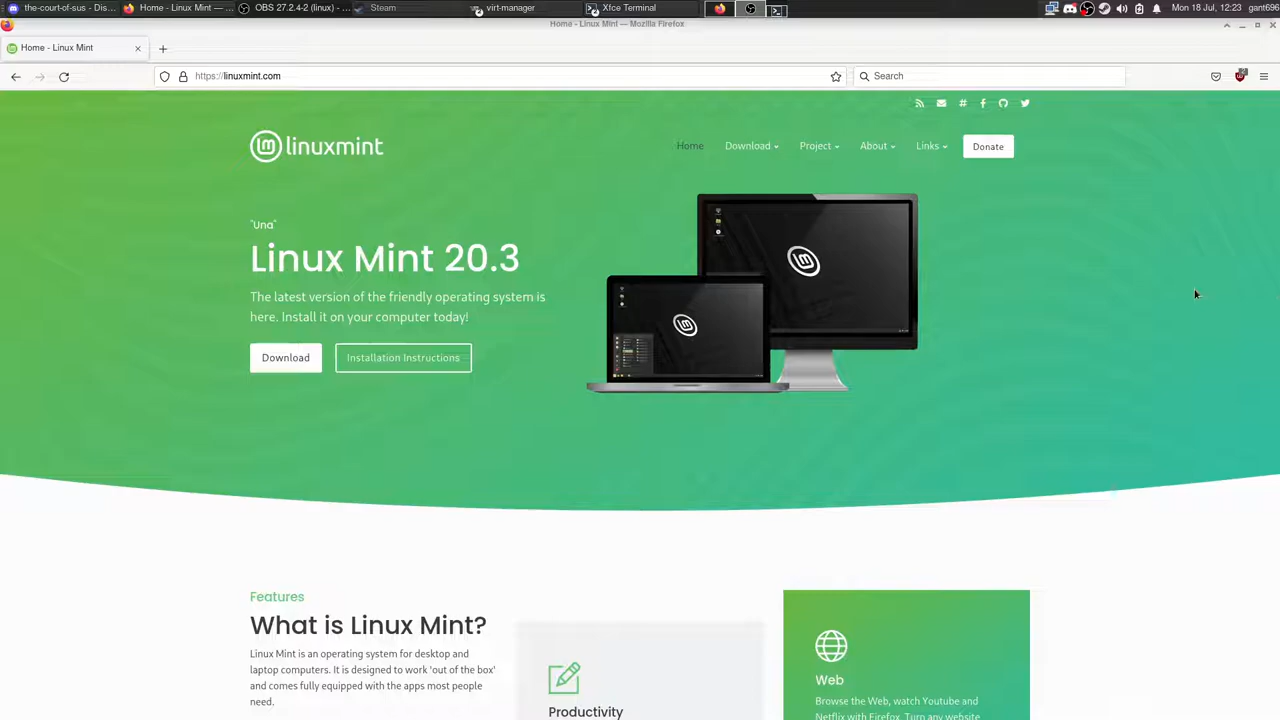 the-court-of-sus - Dis...
Home - Linux Mint — ...
OBS 27.2.4-2 (linux) - ...
Steam
virt-manager
Xfce Terminal
Mon 18 Jul, 12:23
gant696
Home - Linux Mint — Mozilla Firefox
Home - Linux Mint
https://linuxmint.com
Search
linuxmint
Home
Download
Project
About
Links
Donate
"Una"
Linux Mint 20.3
The latest version of the friendly operating system is
here. Install it on your computer today!
Download
Installation Instructions
Features
What is Linux Mint?
Linux Mint is an operating system for desktop and
laptop computers. It is designed to work 'out of the box'
and comes fully equipped with the apps most people
need.
Productivity
Web
Browse the Web, watch Youtube and
Netflix with Firefox. Turn any website